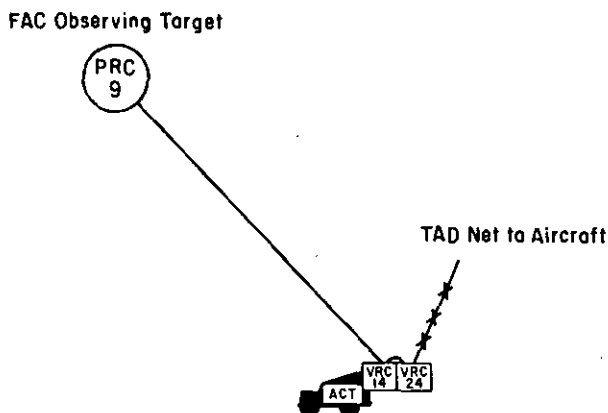 FAC Observing Target
PRC
9
TAD Net to Aircraft
VRC
14
VRC
24
ACT